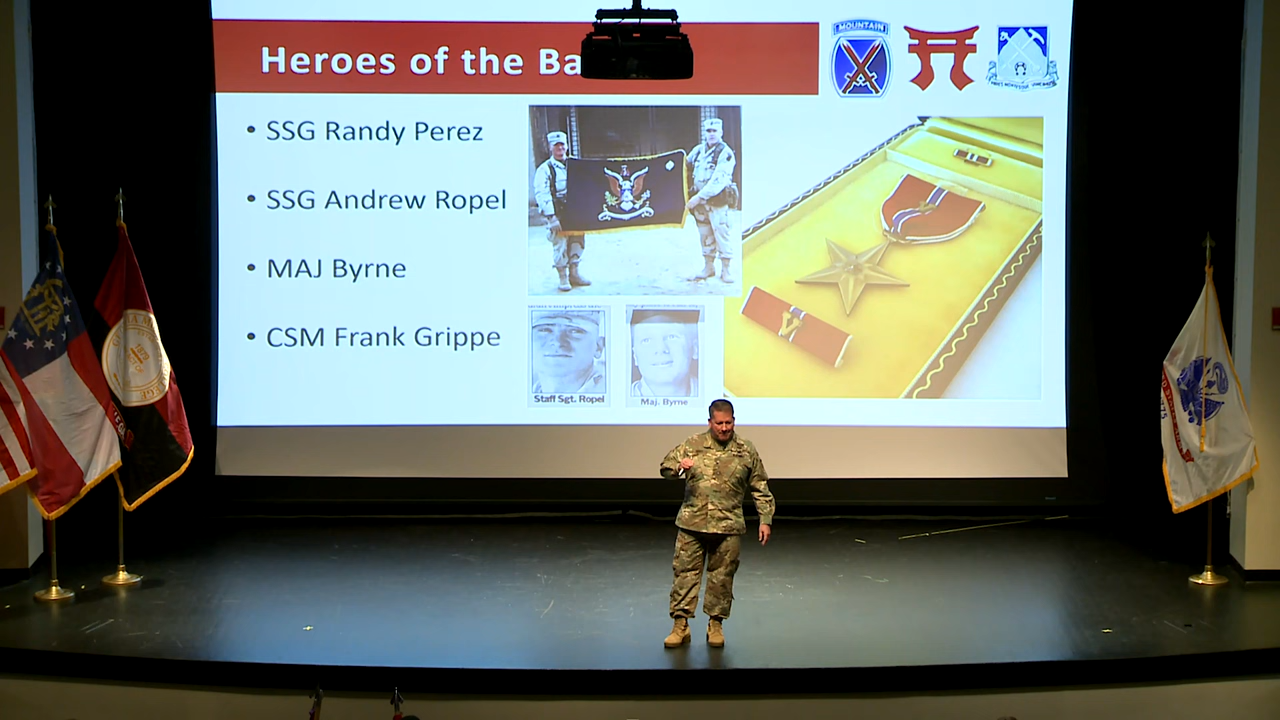 Heroes of the Ba
MOUNTAIN
• SSG Randy Perez
• SSG Andrew Ropel
• MAJ Byrne
• CSM Frank Grippe
Staff Sgt. Ropel
Maj. Byrne
1775